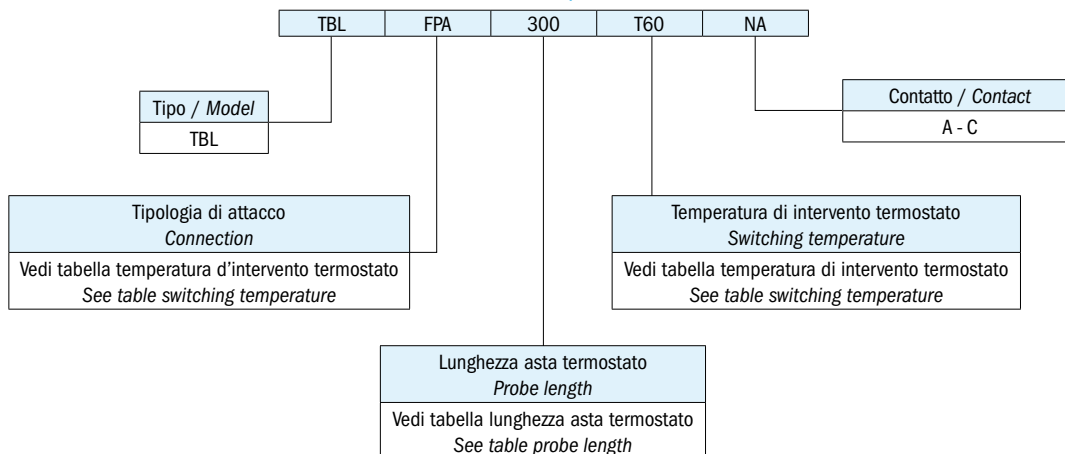 TBL FPA 300 T60 NA
Tipo / Model
TBL
Contatto / Contact
A - C
Tipologia di attacco
Connection
Vedi tabella temperatura d'intervento termostato
See table switching temperature
Temperatura di intervento termostato
Switching temperature
Vedi tabella temperatura di intervento termostato
See table switching temperature
Lunghezza asta termostato
Probe length
Vedi tabella lunghezza asta termostato
See table probe length